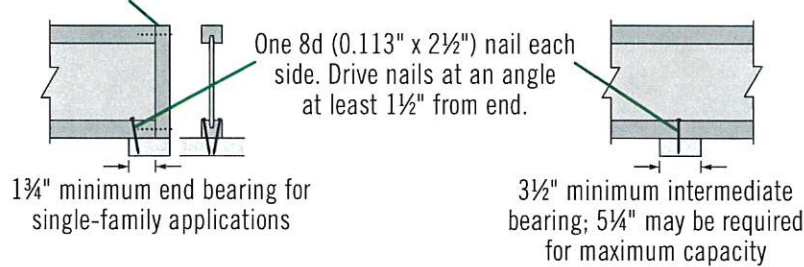 One 8d (0.113" x 2½") nail each
side. Drive nails at an angle
at least 1½" from end.
1¾" minimum end bearing for
single-family applications
3½" minimum intermediate
bearing; 5¼" may be required
for maximum capacity